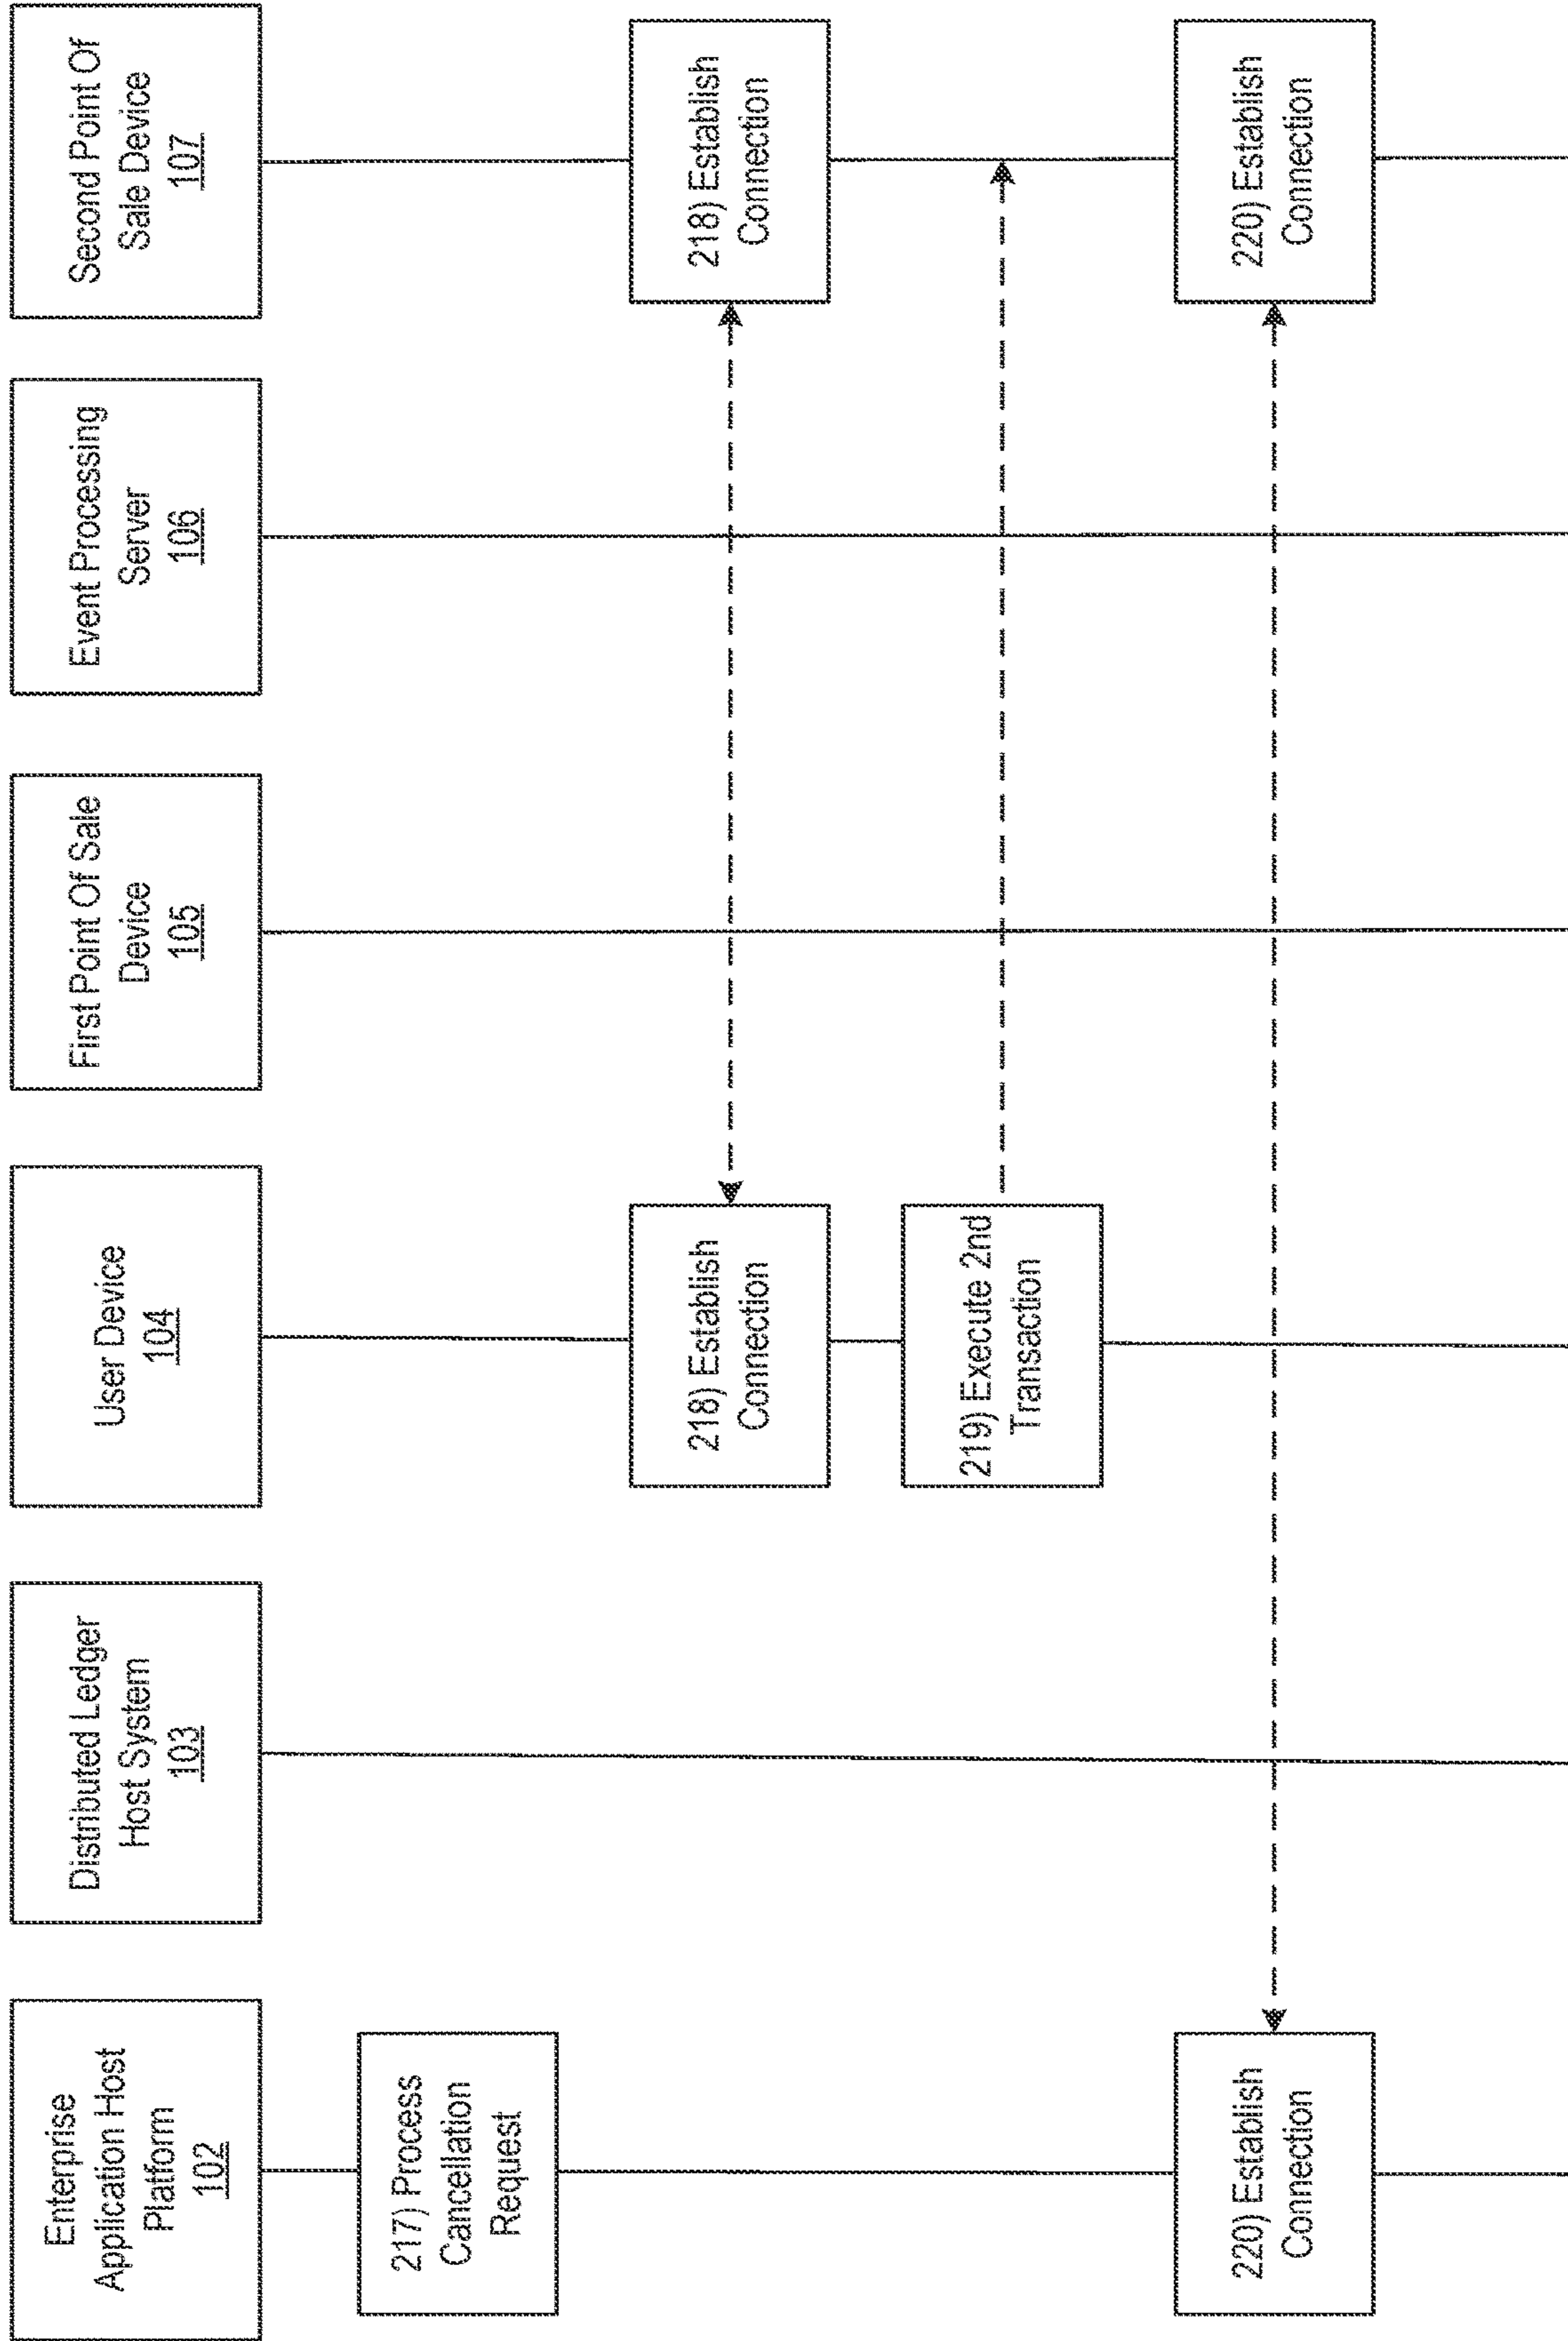 Enterprise
Application Host
Platform
102
Distributed Ledger
Host System
103
User Device
104
First Point Of Sale
Device
105
Event Processing
Server
106
Second Point Of
Sale Device
107
217) Process
Cancellation
Request
218) Establish
Connection
218) Establish
Connection
219) Execute 2nd
Transaction
220) Establish
Connection
220) Establish
Connection